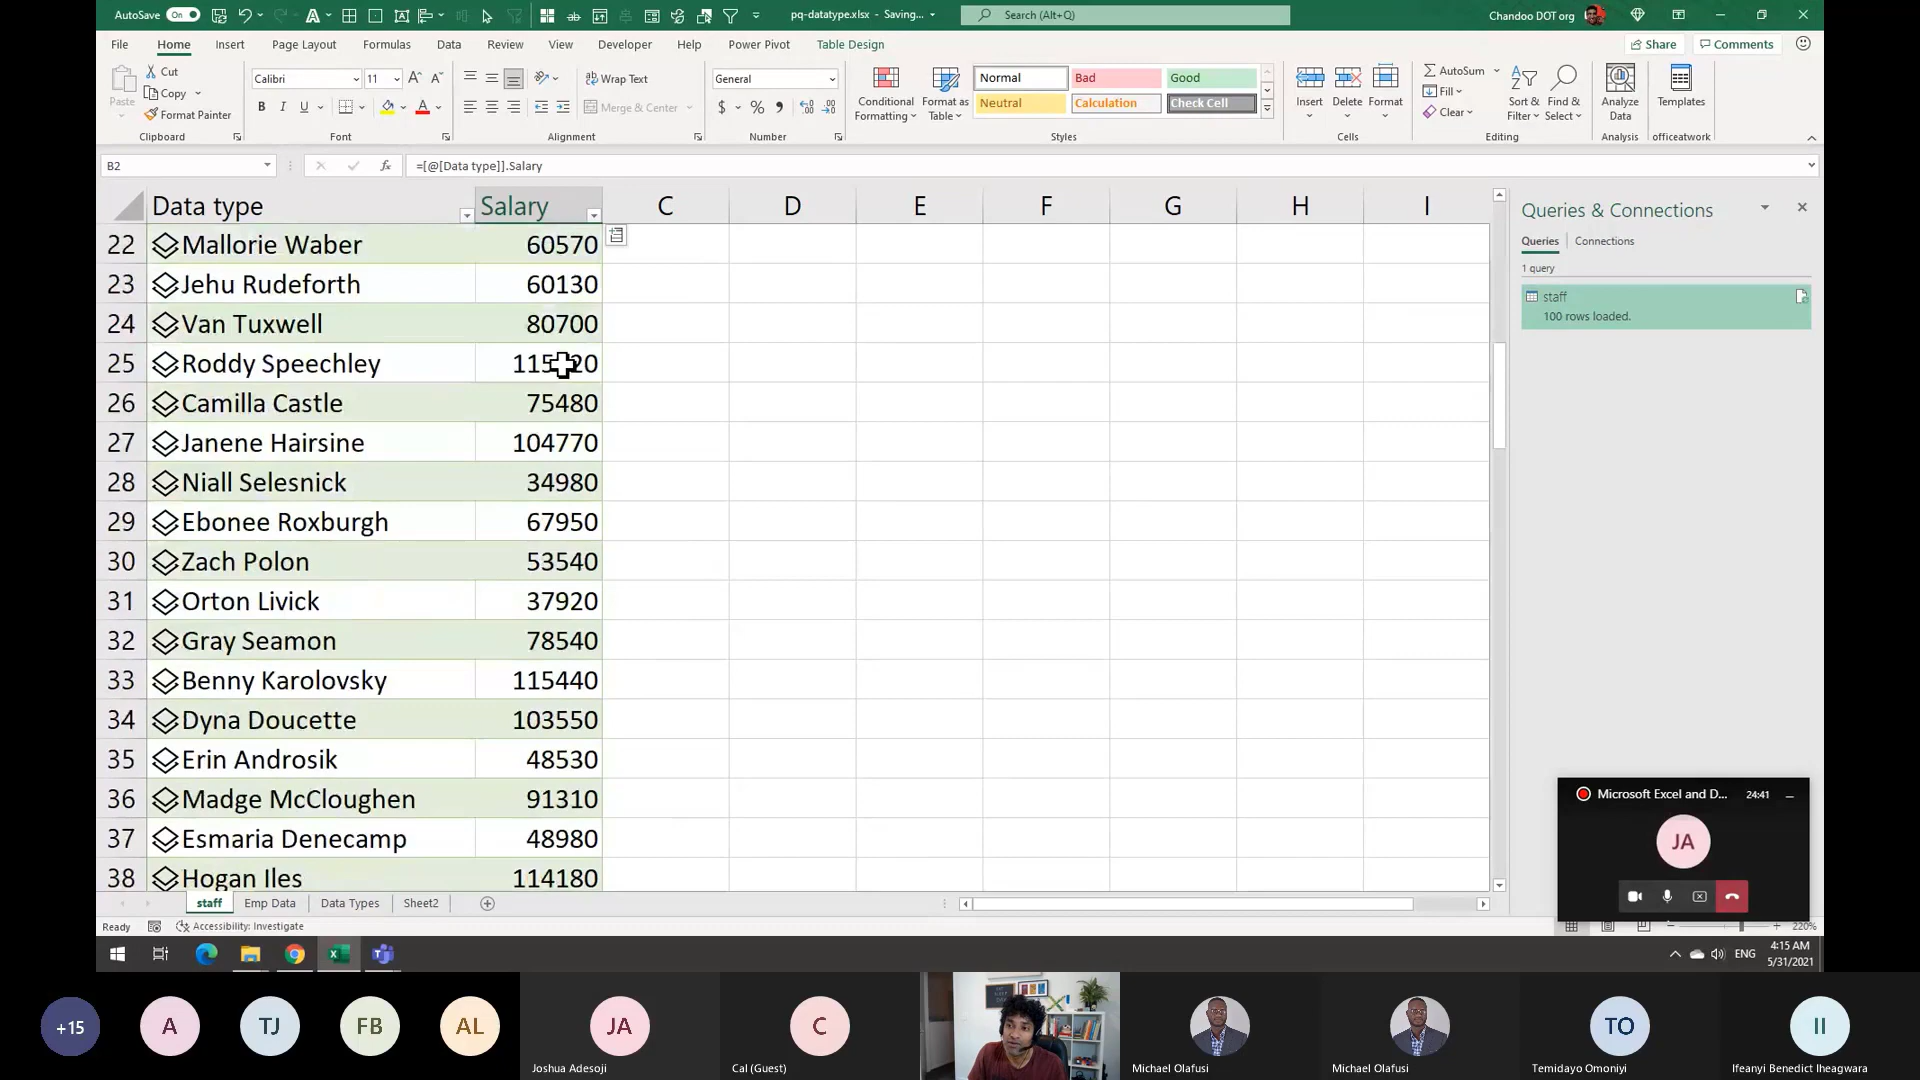 AutoSave On pq-datatype.xlsx - Saving... Search (Alt+Q) Chandoo DOT org
File Home Insert Page Layout Formulas Data Review View Developer Help Power Pivot Table Design Share Comments
Cut
Copy
Format Painter
Paste
Clipboard
Calibri 11
B I U
Font
Wrap Text
Merge & Center
Alignment
General
$ % ,
Number
Conditional Formatting
Format as Table
Normal Bad Good
Neutral Calculation Check Cell
Styles
Insert Delete Format
Cells
AutoSum
Fill
Clear
Sort & Filter
Find & Select
Editing
Analyze Data
Analysis
Templates
officeatwork
B2 fx =[@[Data type]].Salary
Data type Salary C D E F G H I
22 Mallorie Waber 60570
23 Jehu Rudeforth 60130
24 Van Tuxwell 80700
25 Roddy Speechley
26 Camilla Castle 75480
27 Janene Hairsine 104770
28 Niall Selesnick 34980
29 Ebonee Roxburgh 67950
30 Zach Polon 53540
31 Orton Livick 37920
32 Gray Seamon 78540
33 Benny Karolovsky 115440
34 Dyna Doucette 103550
35 Erin Androsik 48530
36 Madge McCloughen 91310
37 Esmaria Denecamp 48980
38 Hogan Iles 114180
Queries & Connections
Queries Connections
1 query
staff
100 rows loaded.
Microsoft Excel and D... 24:41
JA
staff Emp Data Data Types Sheet2
Ready Accessibility: Investigate 220%
ENG 4:15 AM
5/31/2021
+15 A TJ FB AL JA C TO II
Joshua Adesoji Cal (Guest) Michael Olafusi Michael Olafusi Temidayo Omoniyi Ifeanyi Benedict Iheagwara